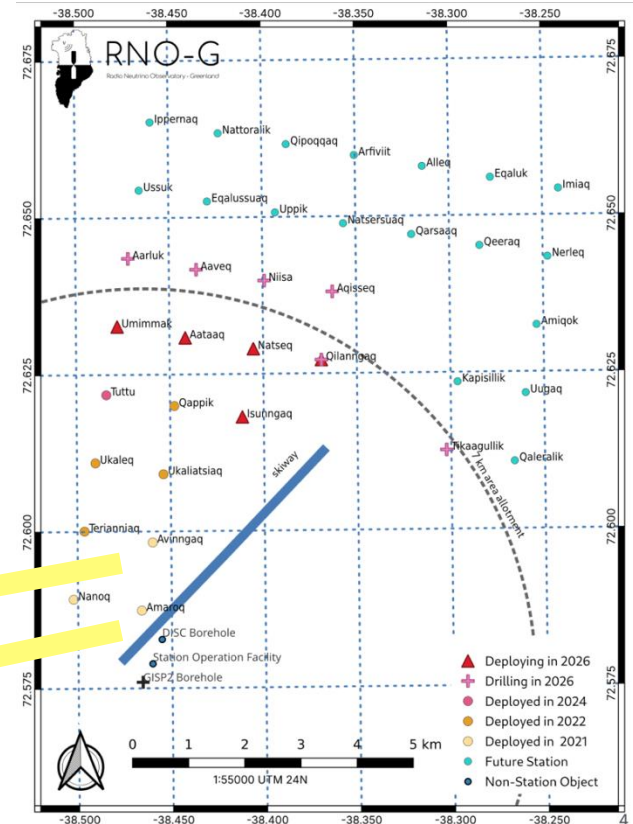 -38.500 -38.450 -38.400 -38.350 -38.300 -38.250
RNO-G
Radio Neutrino Observatory - Greenland
72.675
72.675
Ippernaq
Nattoralik
Qipoqqaq
Arfiviit
Alleq
Eqaluk
Imiaq
Ussuk
Eqalussuaq
Uppik
72.650
72.650
Natsersuaq
Qarsaaq
Qeeraq
Nerleq
Aarluk
Aaveq
Niisa
Aqisseq
Amiqok
Umimmak
Aataaq
Natseq
Qilanngaq
72.625
72.625
Kapisillik
Uugaq
Tuttu
Qappik
Isunngaq
Tikaagullik
Qaleralik
7 km area allotment
Ukaleq
Ukaliatsiaq
skiway
72.600
72.600
Terianniaq
Avinngaq
Nanoq
Amaroq
DISC Borehole
Station Operation Facility
GISP2 Borehole
72.575
72.575
Deploying in 2026
Drilling in 2026
Deployed in 2024
Deployed in 2022
Deployed in 2021
Future Station
Non-Station Object
0 1 2 3 4 5 km
1:55000 UTM 24N
-38.500 -38.450 -38.400 -38.350 -38.300 -38.250 4